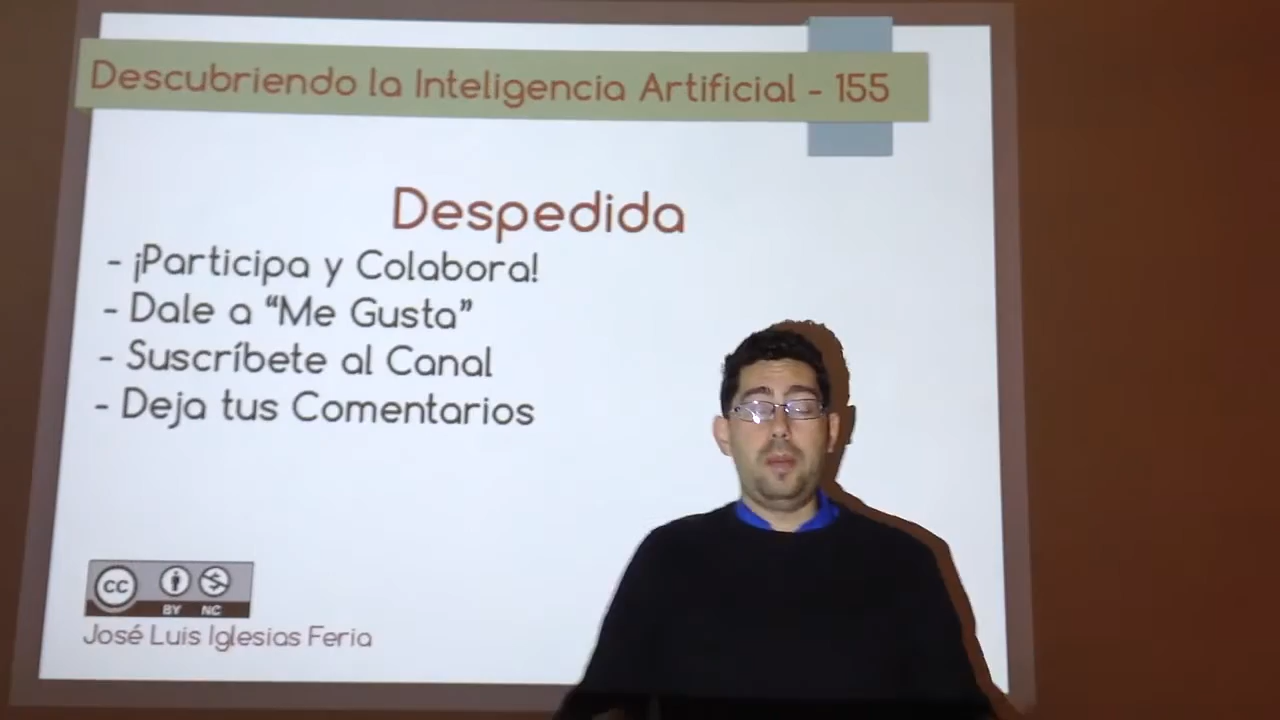 Descubriendo la Inteligencia Artificial - 155
Despedida
- ¡Participa y Colabora!
- Dale a “Me Gusta”
- Suscríbete al Canal
- Deja tus Comentarios
CC
BY NC
José Luis Iglesias Feria